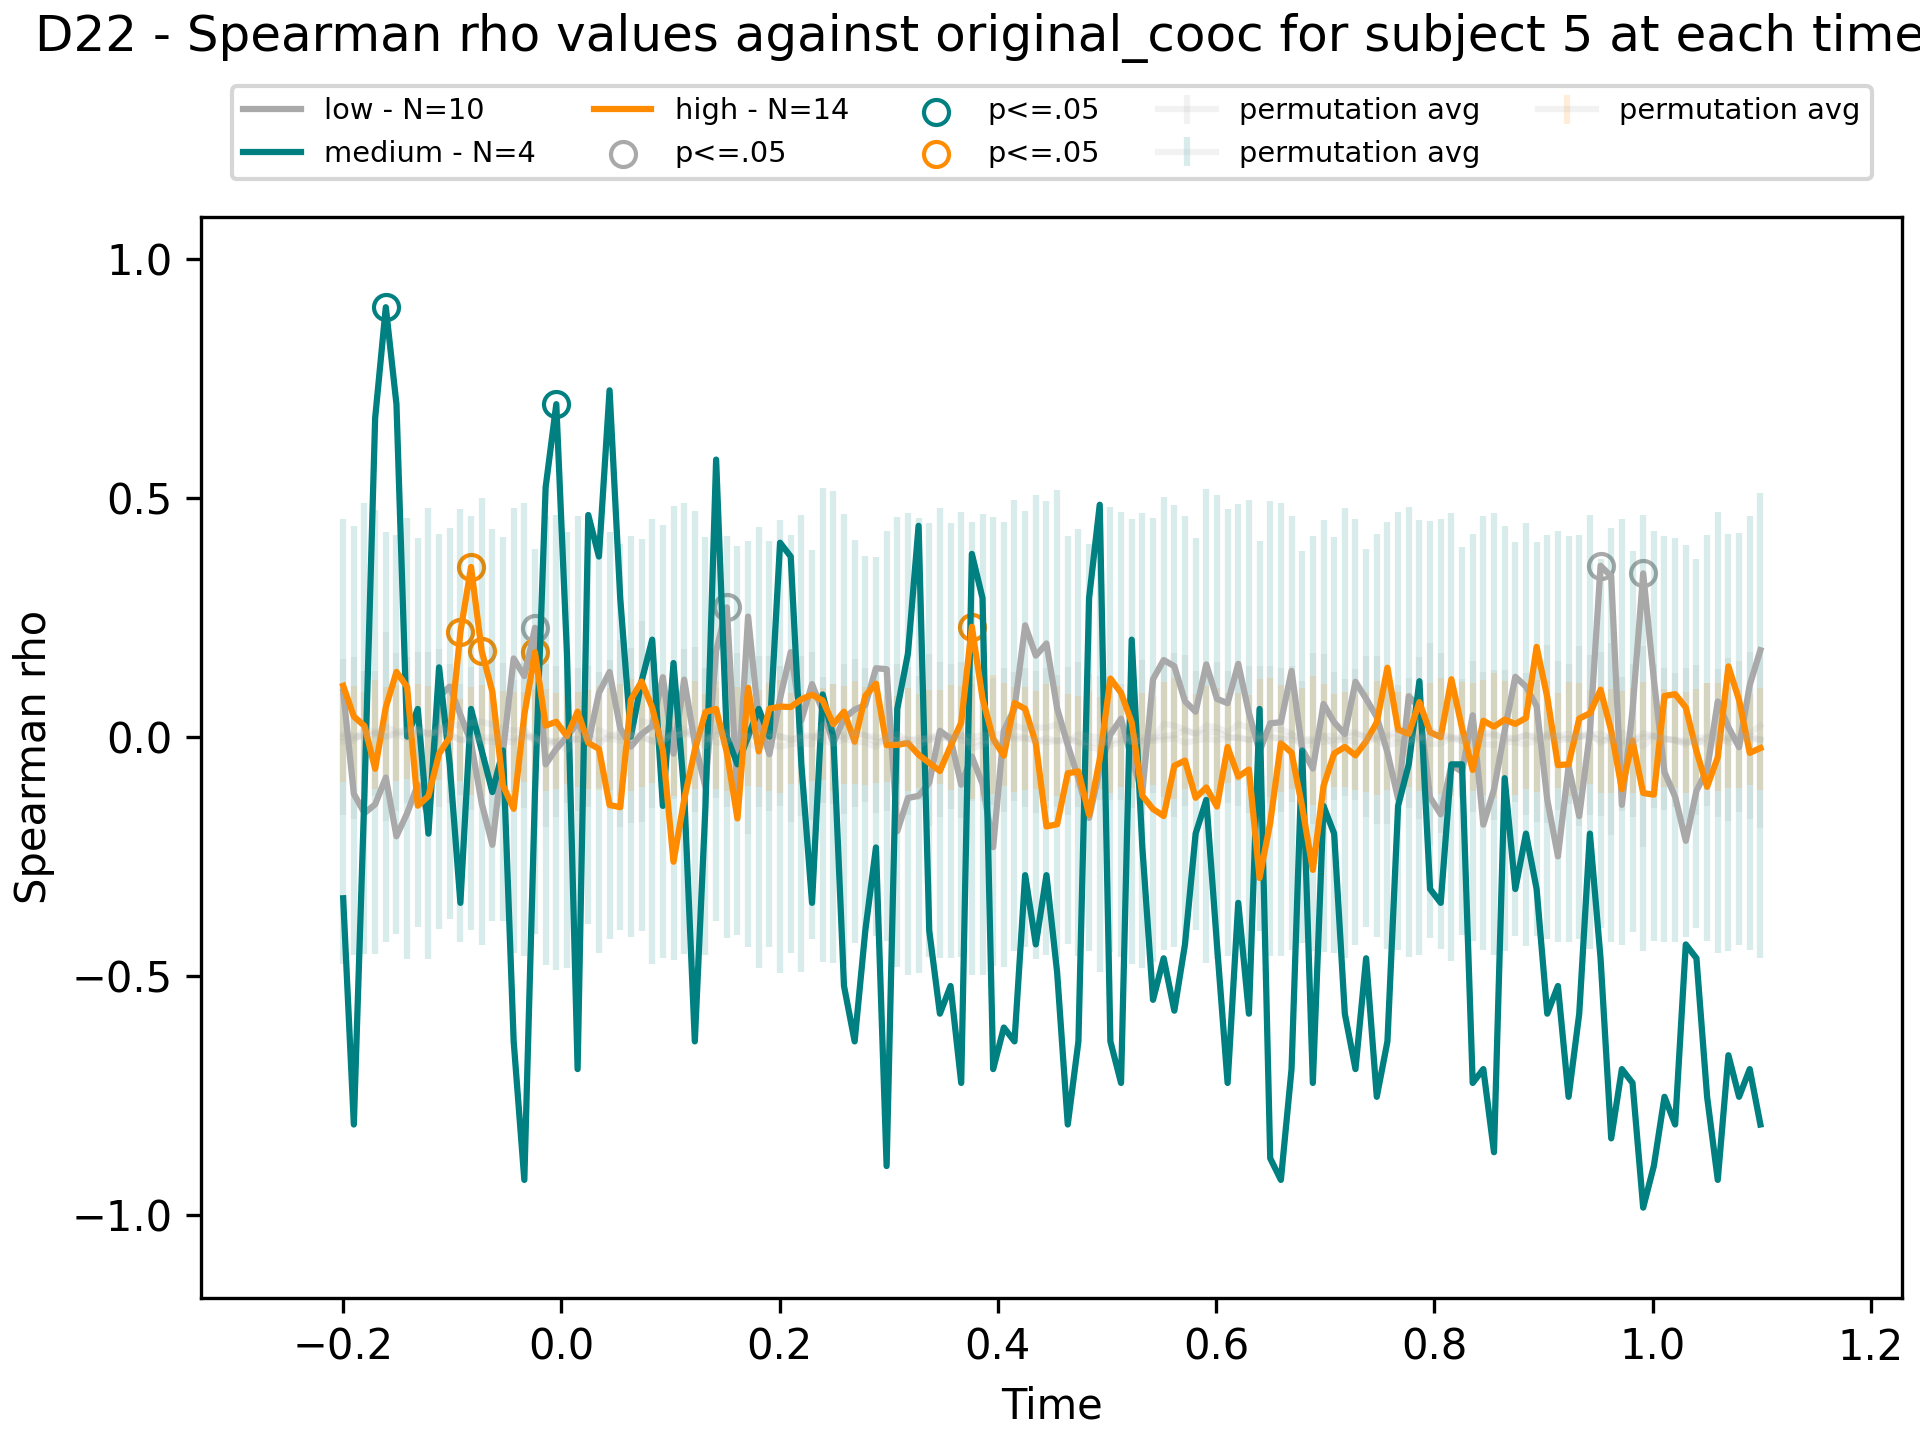 D22 - Spearman rho values against original_cooc for subject 5 at each time
low - N=10 high - N=14 p<=.05 permutation avg permutation avg
medium - N=4 p<=.05 p<=.05 permutation avg
1.0
0.5
0.0
−0.5
−1.0
Spearman rho
−0.2 0.0 0.2 0.4 0.6 0.8 1.0 1.2
Time